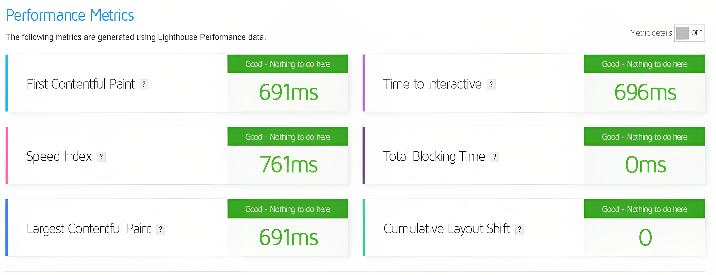 Performance Metrics
The following metrics are generated using Lighthouse Performance data.
Metric details OFF
Good - Nothing to do here
First Contentful Paint ?
691ms
Good - Nothing to do here
Time to Interactive ?
696ms
Good - Nothing to do here
Speed Index ?
761ms
Good - Nothing to do here
Total Blocking Time ?
0ms
Good - Nothing to do here
Largest Contentful Paint ?
691ms
Good - Nothing to do here
Cumulative Layout Shift ?
0